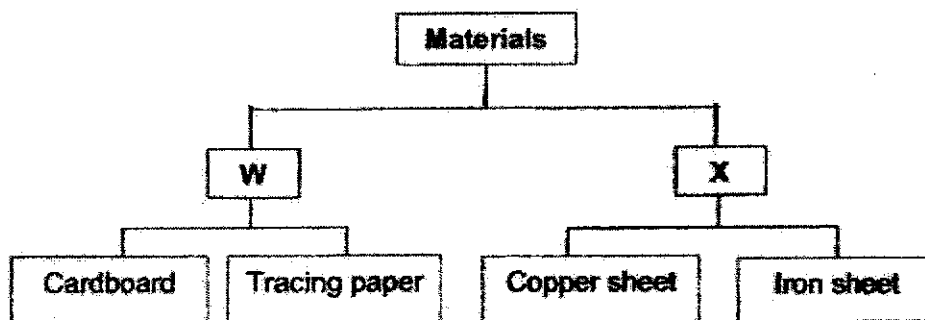 Materials
W
X
Cardboard
Tracing paper
Copper sheet
Iron sheet